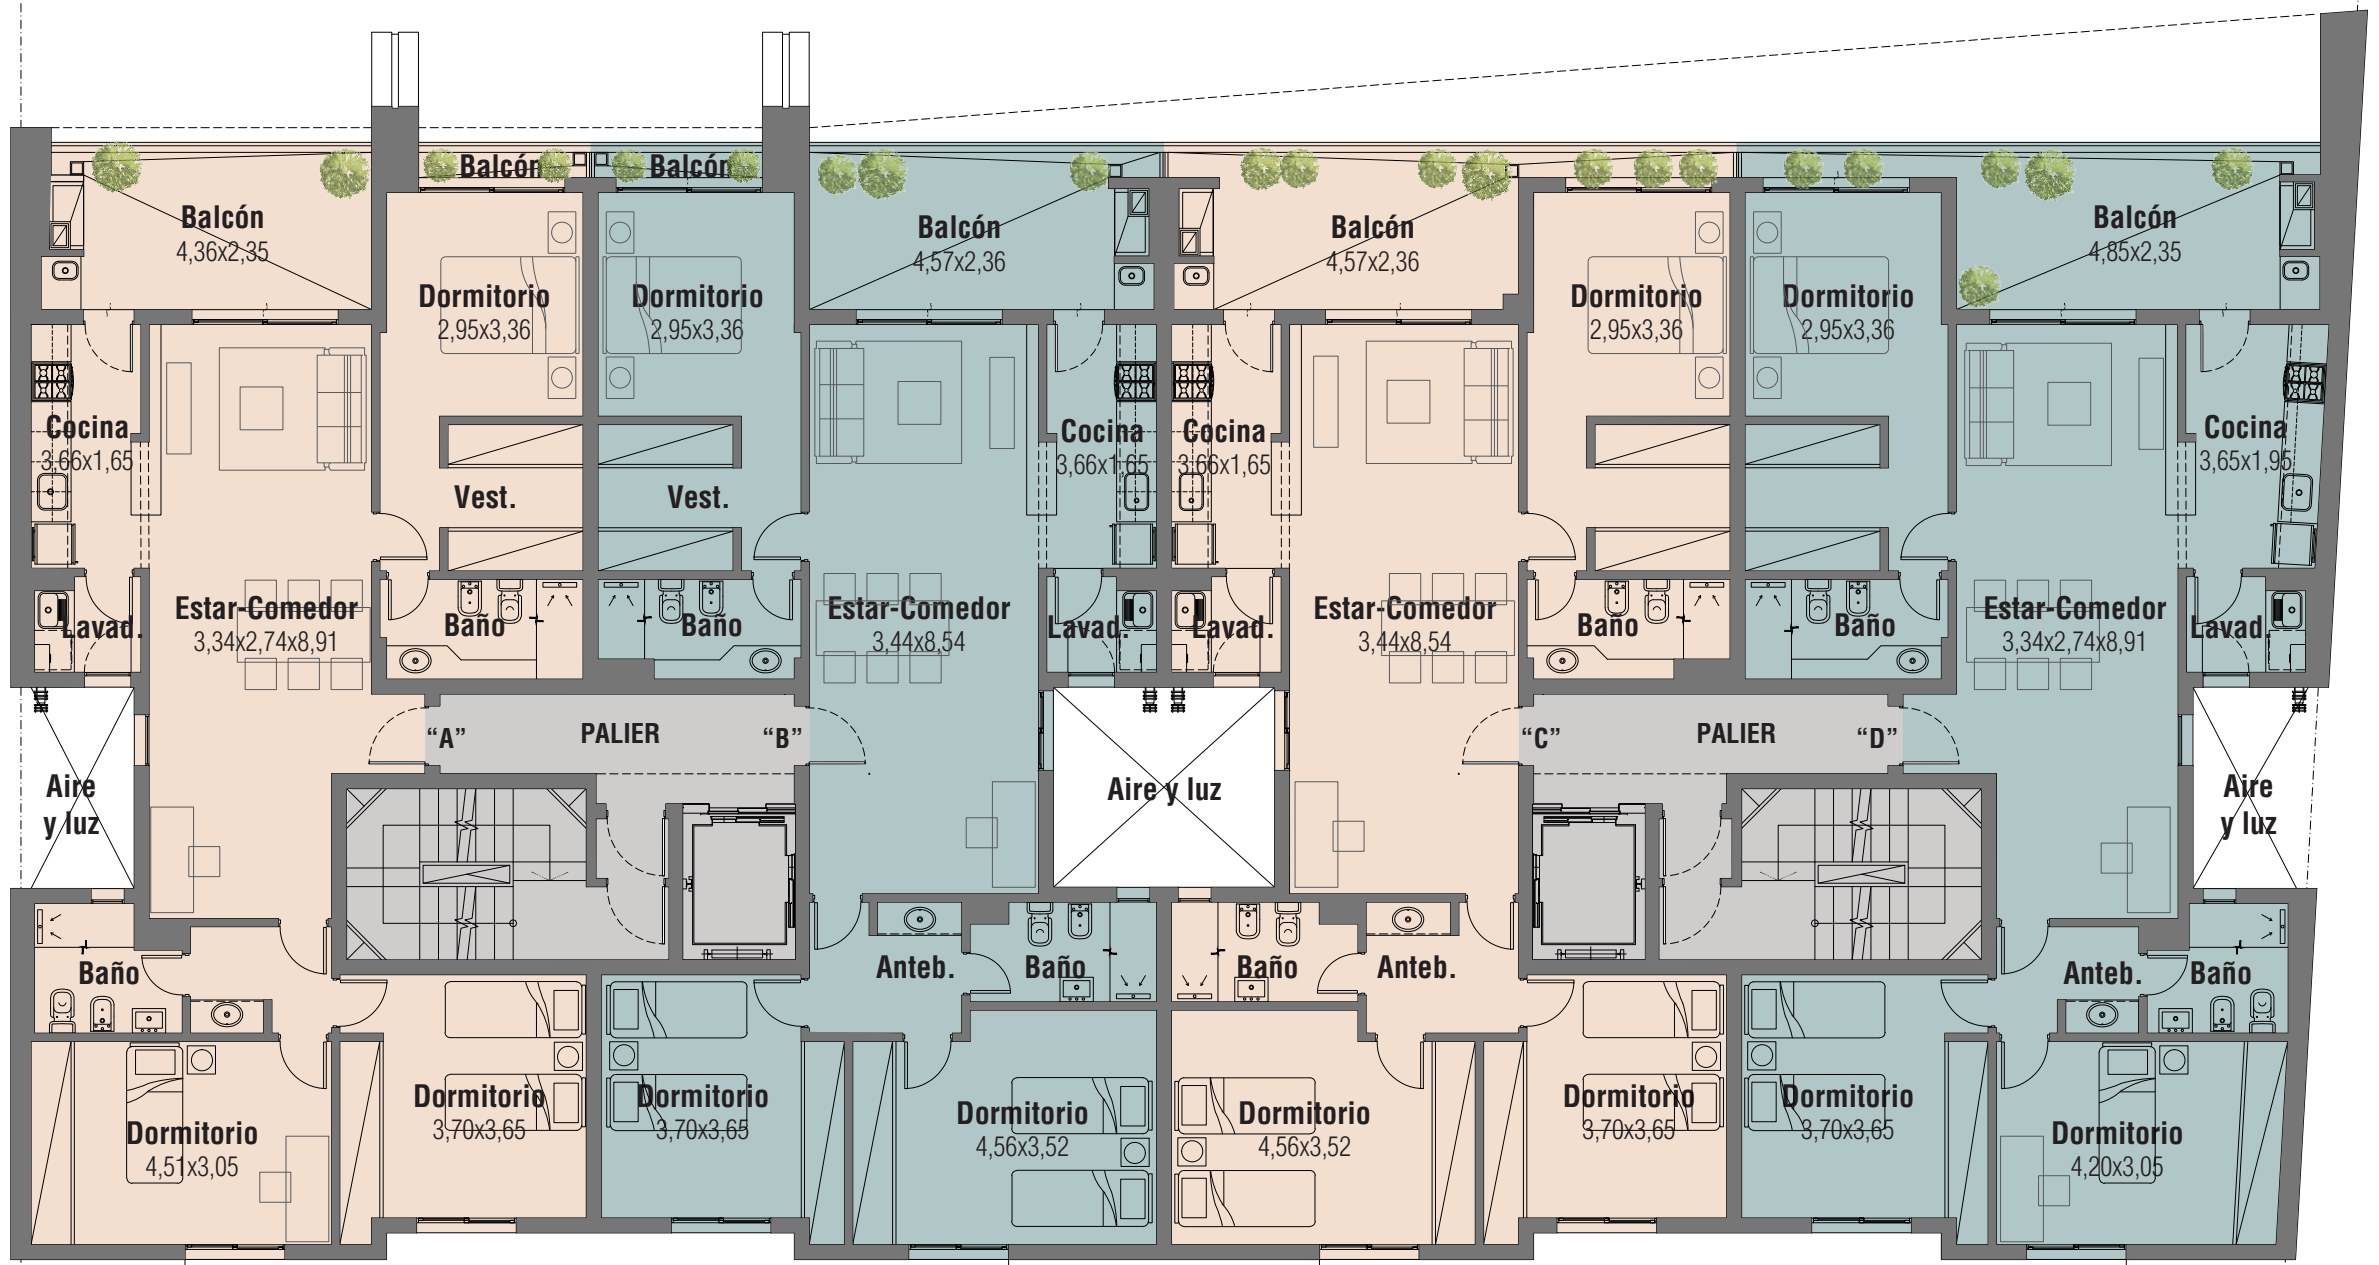 Balcón
Balcón
Balcón
4,36x2,35
Balcón
4,57x2,36
Balcón
4,57x2,36
Balcón
4,85x2,35
Dormitorio
2,95x3,36
Dormitorio
2,95x3,36
Dormitorio
2,95x3,36
Dormitorio
2,95x3,36
Cocina
3,66x1,65
Cocina
3,66x1,65
Cocina
3,66x1,65
Cocina
3,65x1,95
Vest.
Vest.
Lavad.
Estar-Comedor
3,34x2,74x8,91
Baño
Baño
Estar-Comedor
3,44x8,54
Lavad.
Lavad.
Estar-Comedor
3,44x8,54
Baño
Baño
Estar-Comedor
3,34x2,74x8,91
Lavad.
“A”
PALIER
“B”
“C”
PALIER
“D”
Aire
y luz
Aire y luz
Aire
y luz
Baño
Anteb.
Baño
Baño
Anteb.
Anteb.
Baño
Dormitorio
4,51x3,05
Dormitorio
3,70x3,65
Dormitorio
3,70x3,65
Dormitorio
4,56x3,52
Dormitorio
4,56x3,52
Dormitorio
3,70x3,65
Dormitorio
3,70x3,65
Dormitorio
4,20x3,05